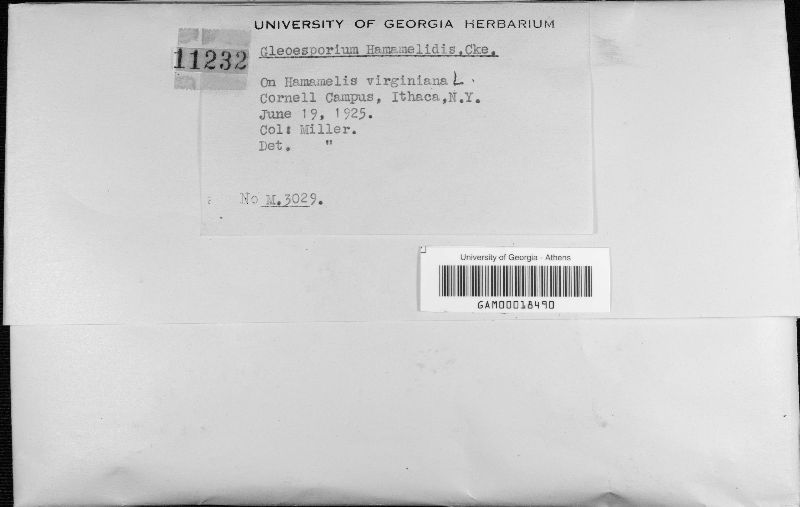 UNIVERSITY OF GEORGIA HERBARIUM
11232
Gleoesporium Hamamelidis,Cke.
On Hamamelis virginiana L.
Cornell Campus, Ithaca,N.Y.
June 19, 1925.
Col: Miller.
Det. "
No M.3029.
University of Georgia - Athens
GAM00018490